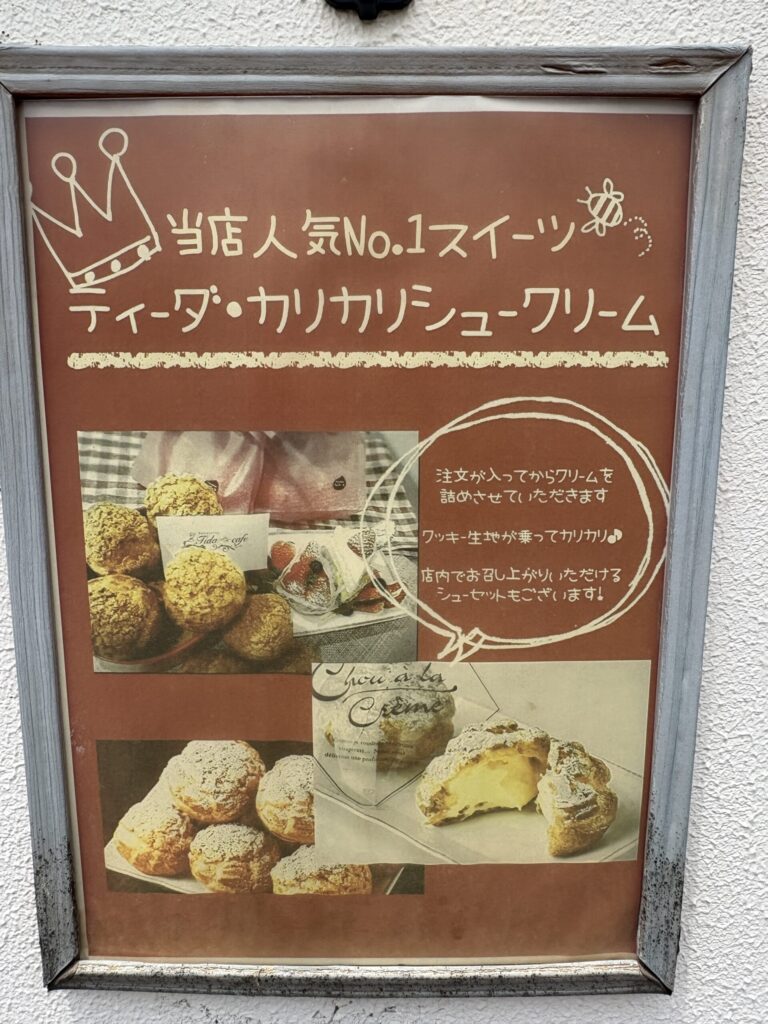 当店人気No.1スイーツ
ティーダ・カリカリシュークリーム
注文が入ってからクリームを
詰めさせていただきます
クッキー生地が乗ってカリカリ♪
店内でお召し上がりいただける
シューセットもございます!
Tida cafe
Chou à la
Crème